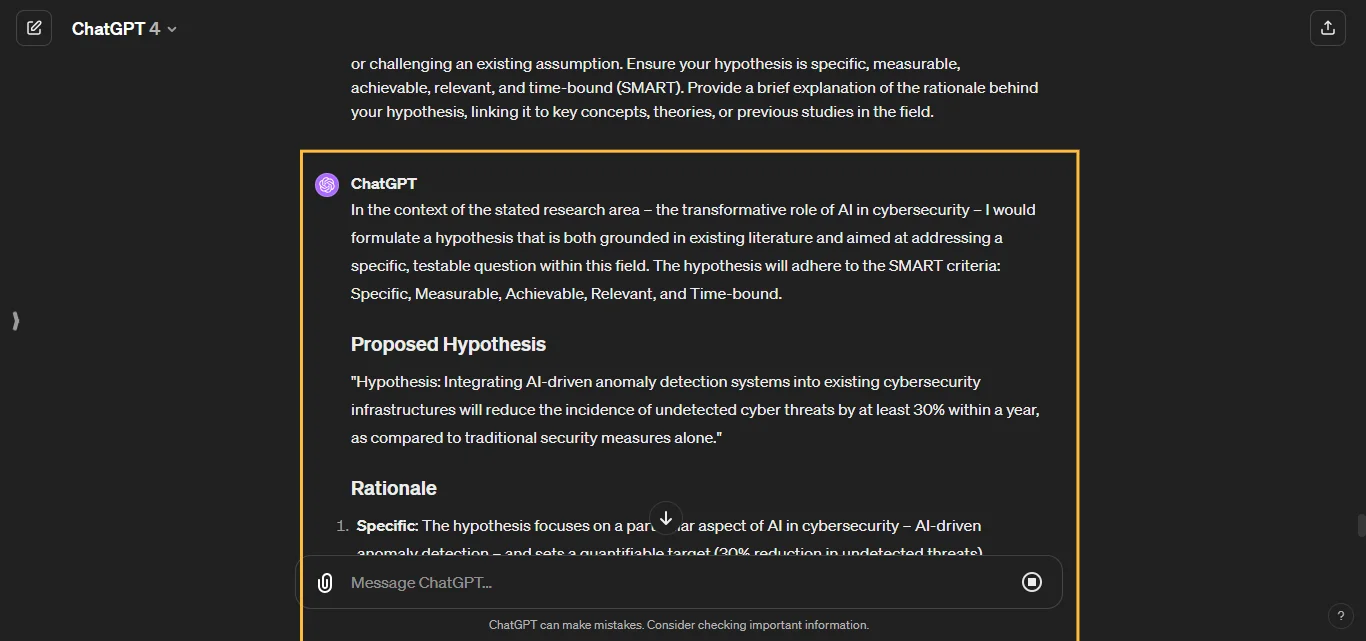 ChatGPT 4
or challenging an existing assumption. Ensure your hypothesis is specific, measurable,
achievable, relevant, and time-bound (SMART). Provide a brief explanation of the rationale behind
your hypothesis, linking it to key concepts, theories, or previous studies in the field.
ChatGPT
In the context of the stated research area – the transformative role of AI in cybersecurity – I would
formulate a hypothesis that is both grounded in existing literature and aimed at addressing a
specific, testable question within this field. The hypothesis will adhere to the SMART criteria:
Specific, Measurable, Achievable, Relevant, and Time-bound.
Proposed Hypothesis
"Hypothesis: Integrating AI-driven anomaly detection systems into existing cybersecurity
infrastructures will reduce the incidence of undetected cyber threats by at least 30% within a year,
as compared to traditional security measures alone."
Rationale
1. Specific: The hypothesis focuses on a aspect of AI in cybersecurity – AI-driven
anomaly detection – and sets a quantifiable target (30% reduction in undetected threats)
Message ChatGPT...
ChatGPT can make mistakes. Consider checking important information.
?